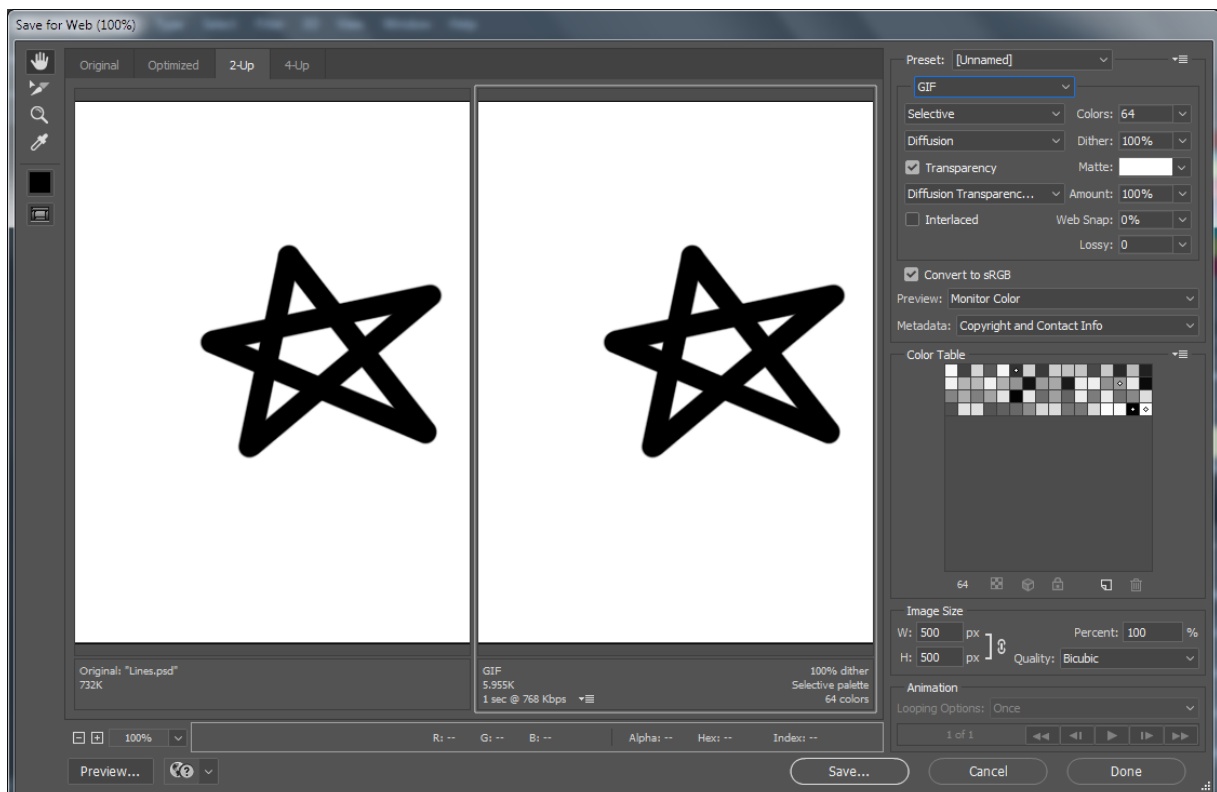 Save for Web (100%)
Original Optimized 2-Up 4-Up
Original: "Lines.psd"
732K
GIF
5.955K
1 sec @ 768 Kbps
100% dither
Selective palette
64 colors
100%
R: -- G: -- B: -- Alpha: -- Hex: -- Index: --
Preview...
Save... Cancel Done
Preset: [Unnamed]
GIF
Selective Colors: 64
Diffusion Dither: 100%
Transparency Matte:
Diffusion Transparenc... Amount: 100%
Interlaced Web Snap: 0%
Lossy: 0
Convert to sRGB
Preview: Monitor Color
Metadata: Copyright and Contact Info
Color Table
64
Image Size
W: 500 px Percent: 100 %
H: 500 px Quality: Bicubic
Animation
Looping Options: Once
1 of 1